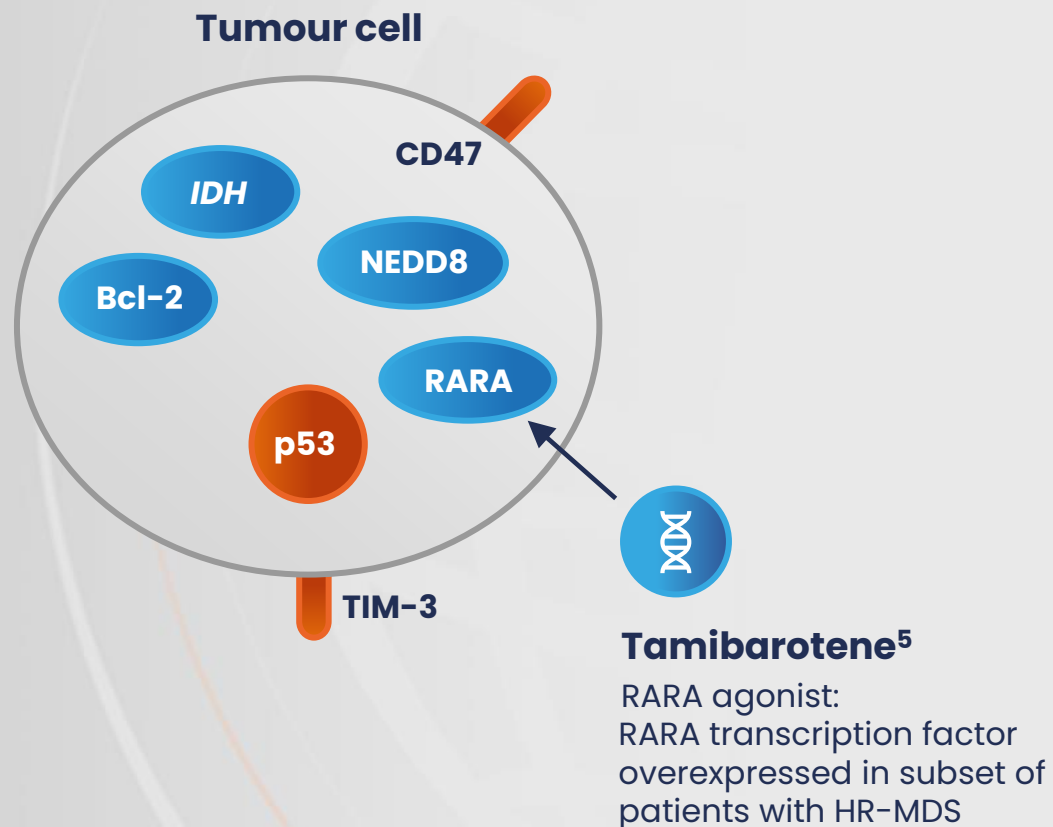 Tumour cell
CD47
IDH
NEDD8
Bcl-2
RARA
p53
TIM-3
Tamibarotene⁵
RARA agonist:
RARA transcription factor
overexpressed in subset of
patients with HR-MDS